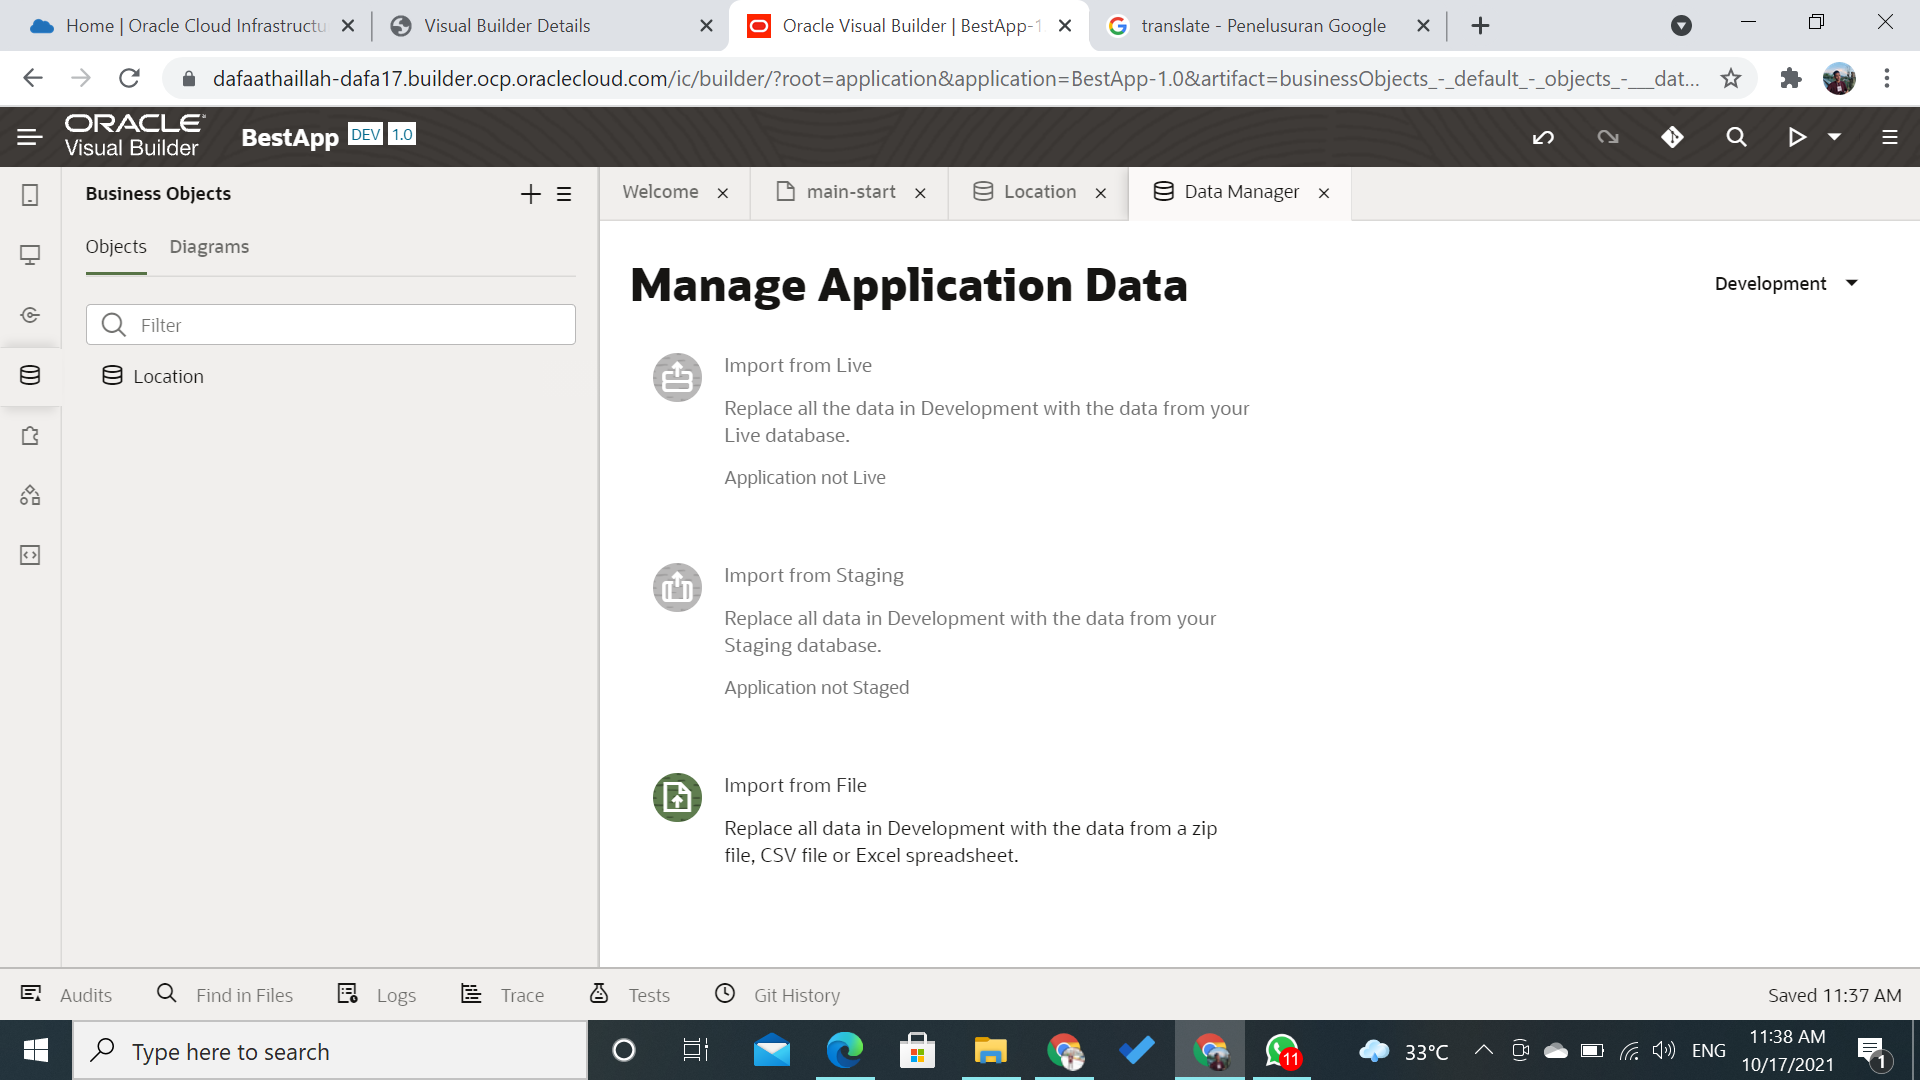 Home | Oracle Cloud Infrastructu
Visual Builder Details
Oracle Visual Builder | BestApp-1
translate - Penelusuran Google
dafaathaillah-dafa17.builder.ocp.oraclecloud.com/ic/builder/?root=application&application=BestApp-1.0&artifact=businessObjects_-_default_-_objects_-___dat...
ORACLE
Visual Builder
BestApp DEV 1.0
Business Objects
Welcome
main-start
Location
Data Manager
Objects
Diagrams
Filter
Location
Manage Application Data
Development
Import from Live
Replace all the data in Development with the data from your
Live database.
Application not Live
Import from Staging
Replace all data in Development with the data from your
Staging database.
Application not Staged
Import from File
Replace all data in Development with the data from a zip
file, CSV file or Excel spreadsheet.
Audits
Find in Files
Logs
Trace
Tests
Git History
Saved 11:37 AM
Type here to search
11
33°C
ENG
11:38 AM
10/17/2021
1